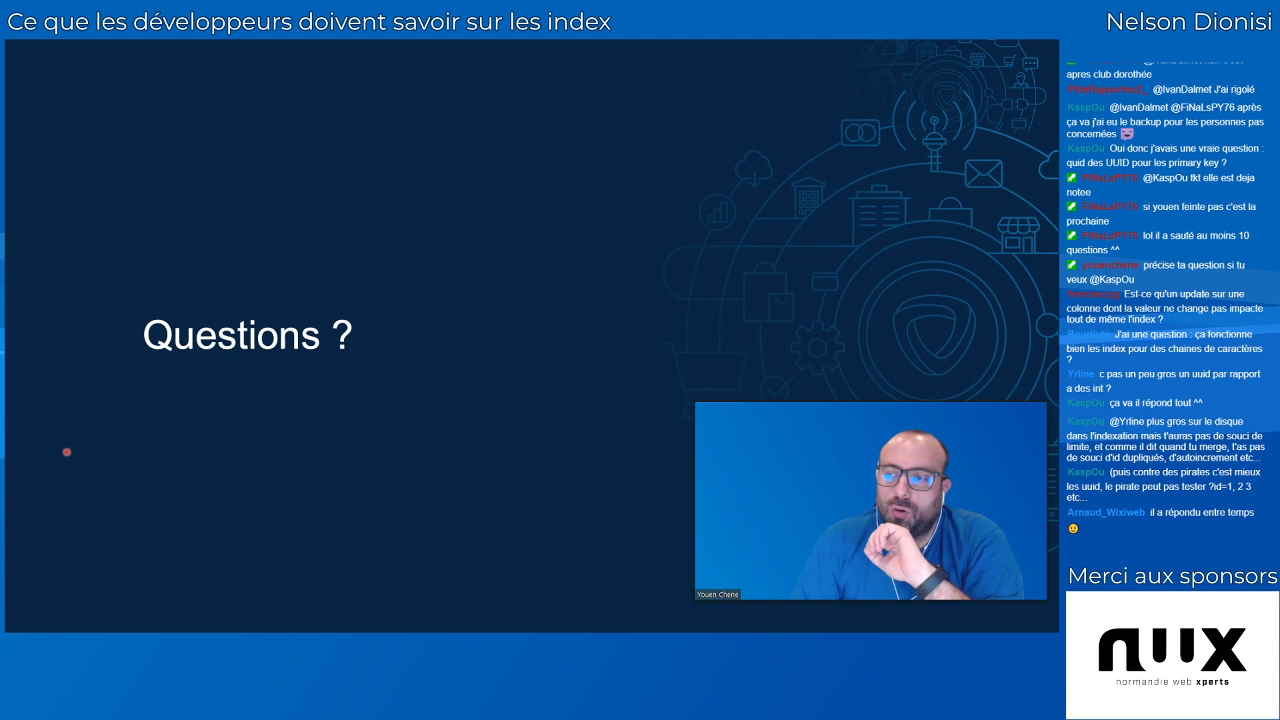 Ce que les développeurs doivent savoir sur les index
Nelson Dionisi
Questions ?
Youen Chene
apres club dorothée
@IvanDalmet J'ai rigolé
KaspOu @IvanDalmet @FiNaLsPY76 après
ça va j'ai eu le backup pour les personnes pas
concernées
KaspOu Oui donc j'avais une vraie question :
quid des UUID pour les primary key ?
FiNaLsPY76 @KaspOu tkt elle est deja
notee
FiNaLsPY76 si youen feinte pas c'est la
prochaine
FiNaLsPY76 lol il a sauté au moins 10
questions ^^
youenchene précise ta question si tu
veux @KaspOu
Est-ce qu'un update sur une
colonne dont la valeur ne change pas impacte
tout de même l'index ?
J'ai une question : ça fonctionne
bien les index pour des chaines de caractères
?
Yrline c pas un peu gros un uuid par rapport
a des int ?
KaspOu ça va il répond tout ^^
KaspOu @Yrline plus gros sur le disque
dans l'indexation mais t'auras pas de souci de
limite, et comme il dit quand tu merge, t'as pas
de souci d'id dupliqués, d'autoincrement etc...
KaspOu (puis contre des pirates c'est mieux
les uuid, le pirate peut pas tester ?id=1, 2 3
etc...
Arnaud_Wixiweb il a répondu entre temps
Merci aux sponsors
nwx
normandie web xperts